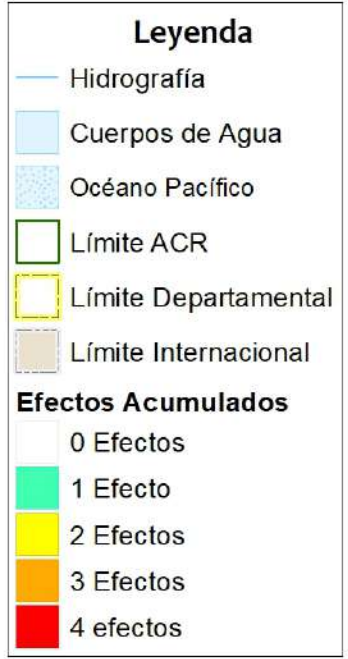 Leyenda
Hidrografía
Cuerpos de Agua
Océano Pacífico
Límite ACR
Límite Departamental
Límite Internacional
Efectos Acumulados
0 Efectos
1 Efecto
2 Efectos
3 Efectos
4 efectos